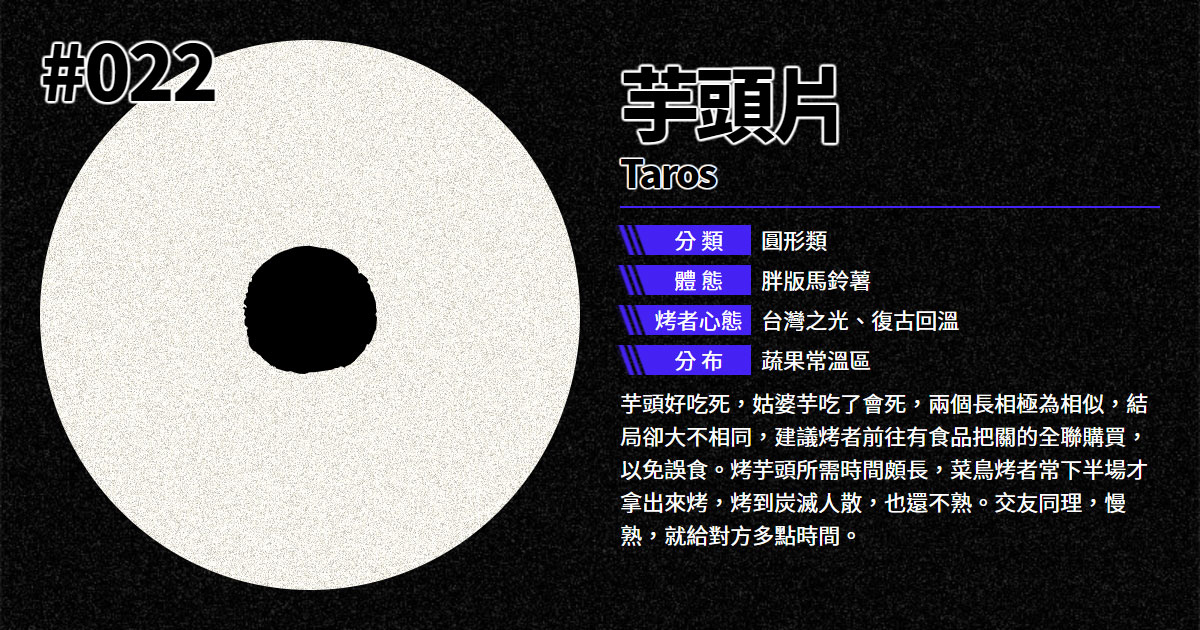 #022
芋頭片
Taros
分類 圓形類
體態 胖版馬鈴薯
烤者心態 台灣之光、復古回溫
分布 蔬果常溫區
芋頭好吃死，姑婆芋吃了會死，兩個長相極為相似，結
局卻大不相同，建議烤者前往有食品把關的全聯購買，
以免誤食。烤芋頭所需時間頗長，菜鳥烤者常下半場才
拿出來烤，烤到炭滅人散，也還不熟。交友同理，慢
熟，就給對方多點時間。